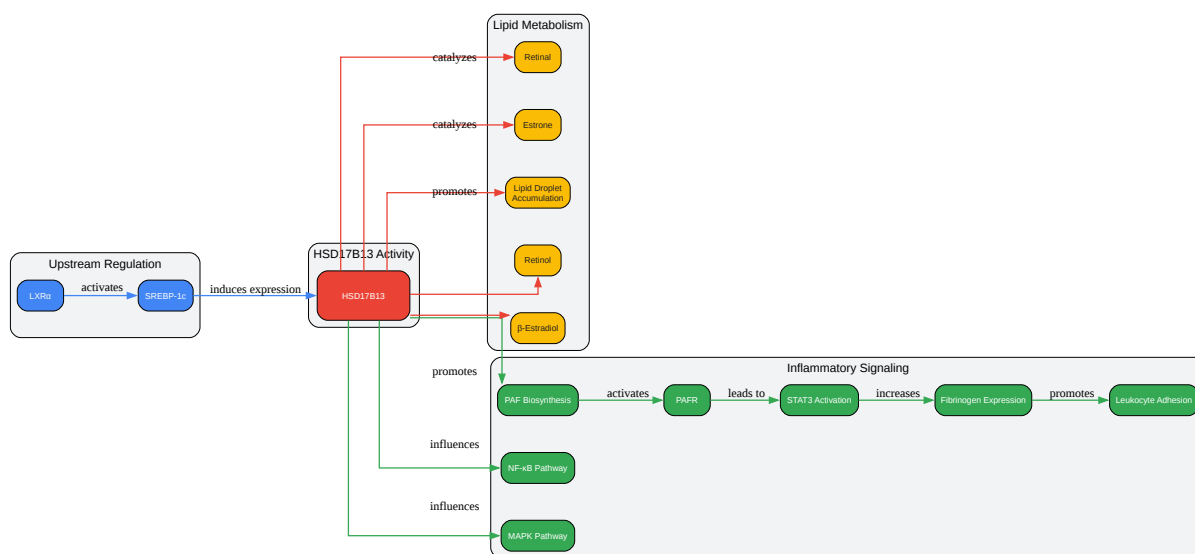 Lipid Metabolism
catalyzes
Retinal
catalyzes
Estrone
promotes
Lipid Droplet
Accumulation
Upstream Regulation
LXRα
activates
SREBP-1c
induces expression
HSD17B13 Activity
HSD17B13
Retinol
β-Estradiol
Inflammatory Signaling
promotes
PAF Biosynthesis
activates
PAFR
leads to
STAT3 Activation
increases
Fibrinogen Expression
promotes
Leukocyte Adhesion
influences
NF-κB Pathway
influences
MAPK Pathway